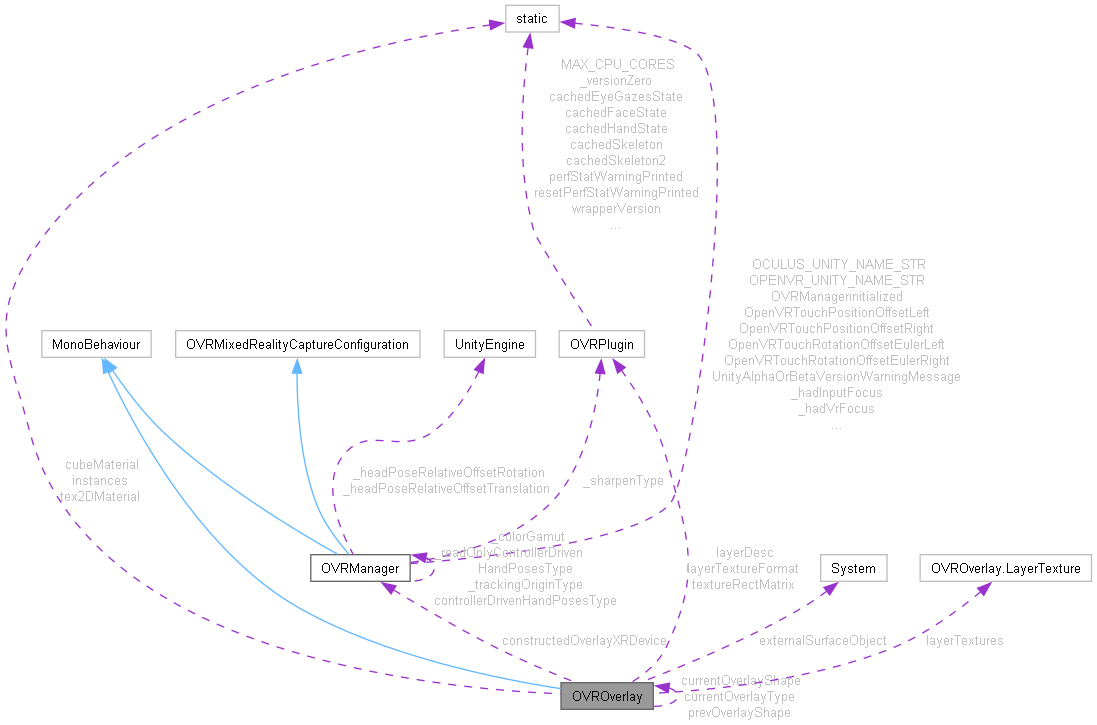 static
MAX_CPU_CORES
_versionZero
cachedEyeGazesState
cachedFaceState
cachedHandState
cachedSkeleton
cachedSkeleton2
perfStatWarningPrinted
resetPerfStatWarningPrinted
wrapperVersion
...
OCULUS_UNITY_NAME_STR
OPENVR_UNITY_NAME_STR
OVRManagerinitialized
OpenVRTouchPositionOffsetLeft
OpenVRTouchPositionOffsetRight
OpenVRTouchRotationOffsetEulerLeft
OpenVRTouchRotationOffsetEulerRight
UnityAlphaOrBetaVersionWarningMessage
_hadInputFocus
_hadVrFocus
...
MonoBehaviour
OVRMixedRealityCaptureConfiguration
UnityEngine
OVRPlugin
cubeMaterial
instances
tex2DMaterial
_headPoseRelativeOffsetRotation
_headPoseRelativeOffsetTranslation
_sharpenType
OVRManager
_colorGamut
readOnlyControllerDriven
HandPosesType
_trackingOriginType
controllerDrivenHandPosesType
layerDesc
layerTextureFormat
textureRectMatrix
System
OVROverlay.LayerTexture
constructedOverlayXRDevice
externalSurfaceObject
layerTextures
OVROverlay
currentOverlayShape
currentOverlayType
prevOverlayShape